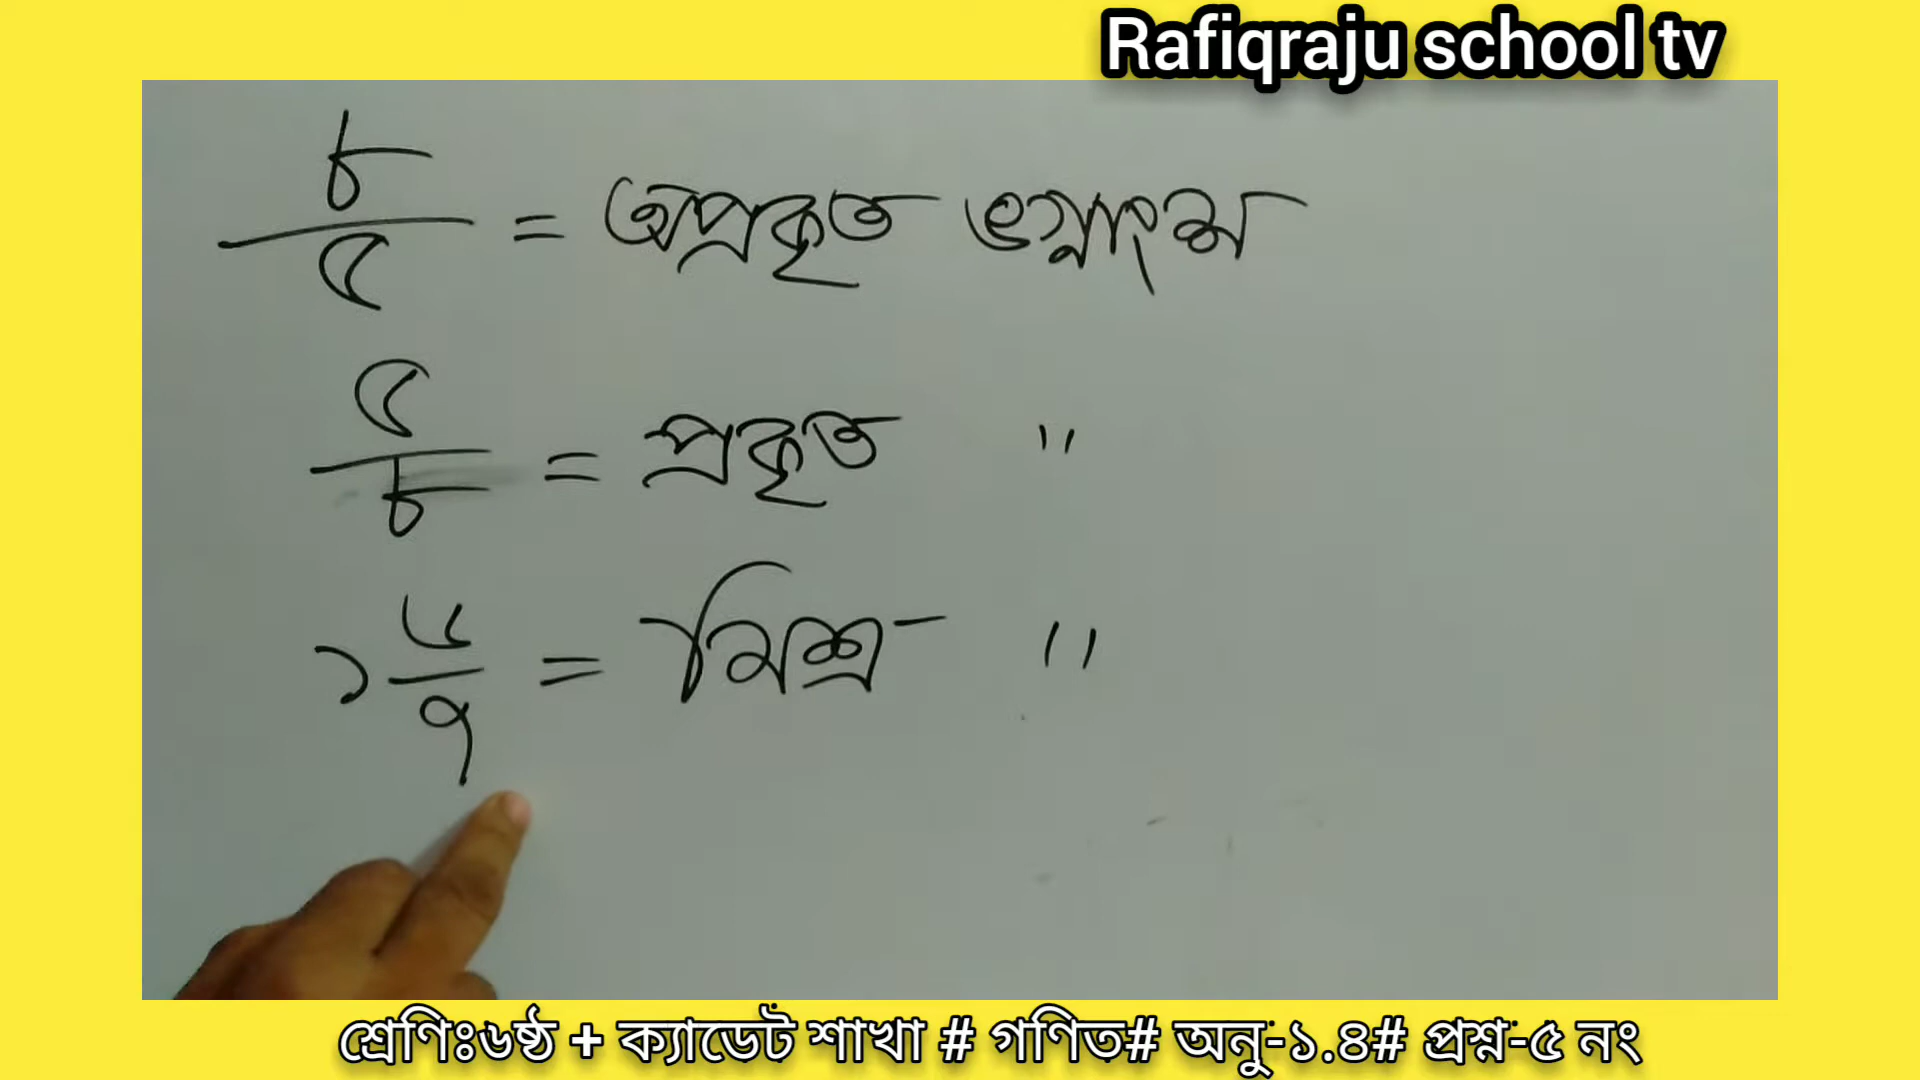 Rafiqraju school tv
৮/৫ = অপ্রকৃত ভগ্নাংশ
৫/৮ = প্রকৃত "
১ ৬/৭ = মিশ্র "
শ্রেণিঃ৬ষ্ঠ + ক্যাডেট শাখা # গণিত# অনু-১.৪# প্রশ্ন-৫ নং